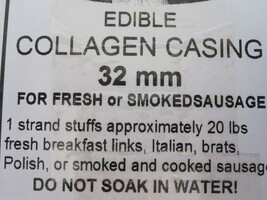 EDIBLE
COLLAGEN CASING
32 mm
FOR FRESH or SMOKEDSAUSAGE
1 strand stuffs approximately 20 lbs
fresh breakfast links, Italian, brats,
Polish, or smoked and cooked sausage
DO NOT SOAK IN WATER!